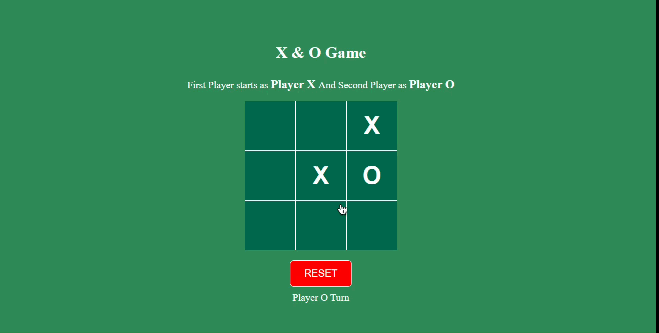 X & O Game
First Player starts as Player X And Second Player as Player O
X
X O
RESET
Player O Turn